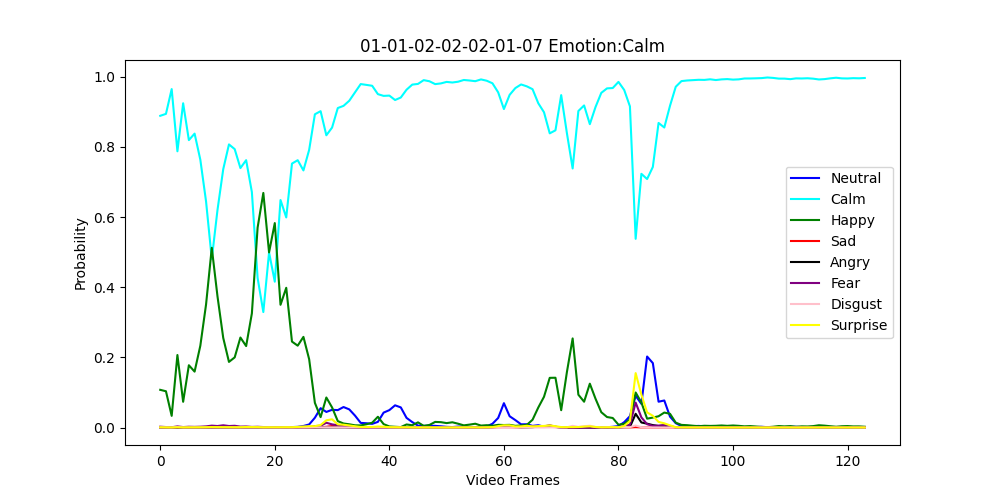 01-01-02-02-02-01-07 Emotion:Calm
1.0
0.8
0.6
0.4
0.2
0.0
Probability
Neutral
Calm
Happy
Sad
Angry
Fear
Disgust
Surprise
0 20 40 60 80 100 120
Video Frames